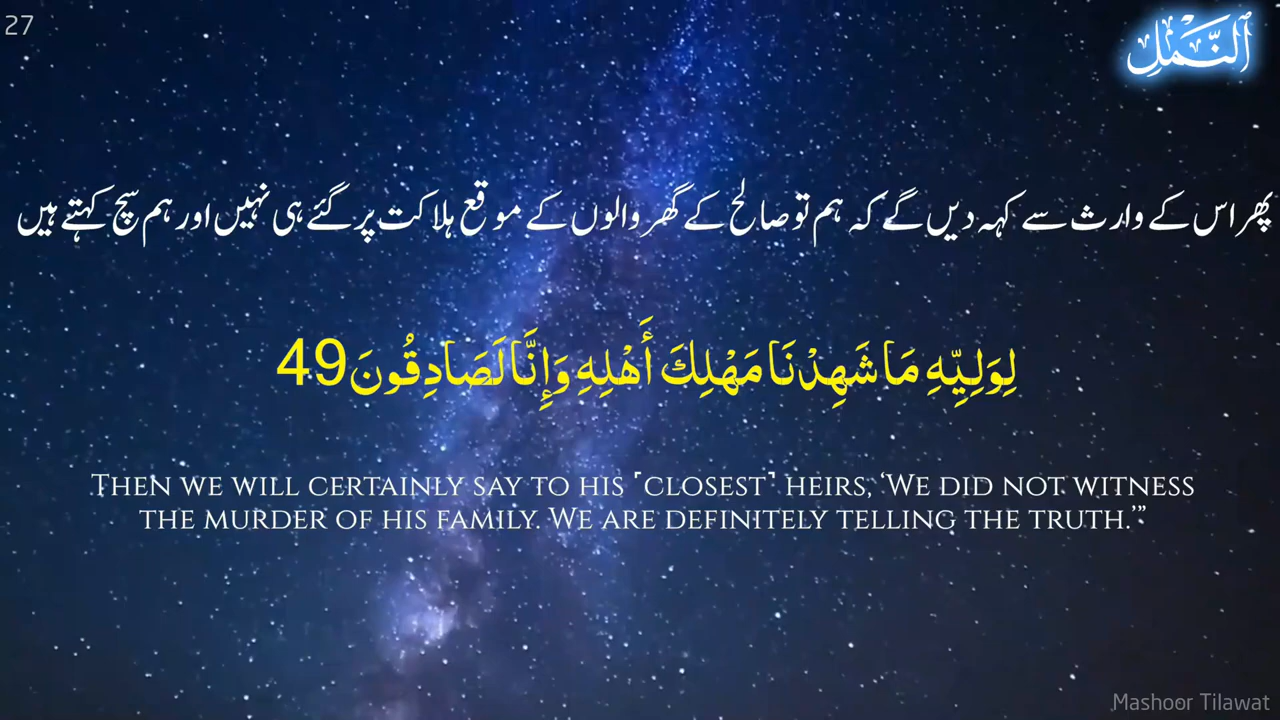 27
ٱلنَّمْلِ
پھر اس کے وارث سے کہہ دیں گے کہ ہم تو صالح کے گھر والوں کے موقع ہلاکت پر گئے ہی نہیں اور ہم سچ کہتے ہیں
لِوَلِيِّهِ مَا شَهِدْنَا مَهْلِكَ أَهْلِهِ وَإِنَّا لَصَادِقُونَ 49
Then we will certainly say to his ˹closest˺ heirs, ‘We did not witness
the murder of his family. We are definitely telling the truth.’”
Mashoor Tilawat